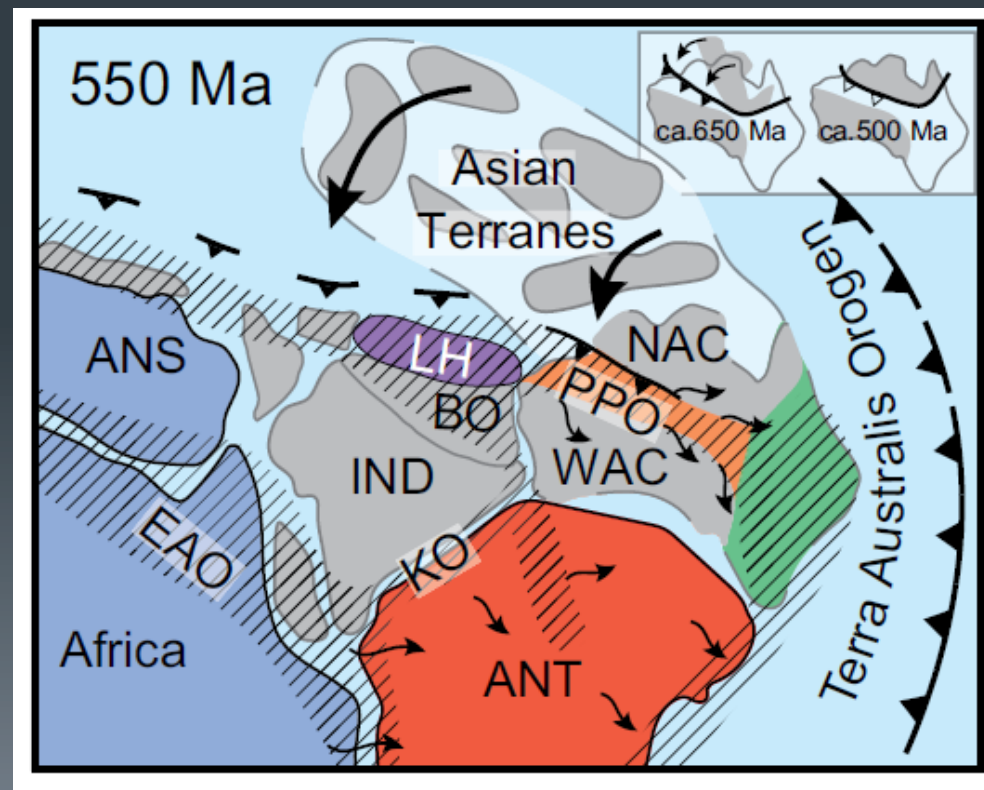 550 Ma
ca.650 Ma
ca.500 Ma
Asian
Terranes
Terra Australis Orogen
ANS
LH
NAC
BO
PPO
IND
WAC
EAO
KO
Africa
ANT